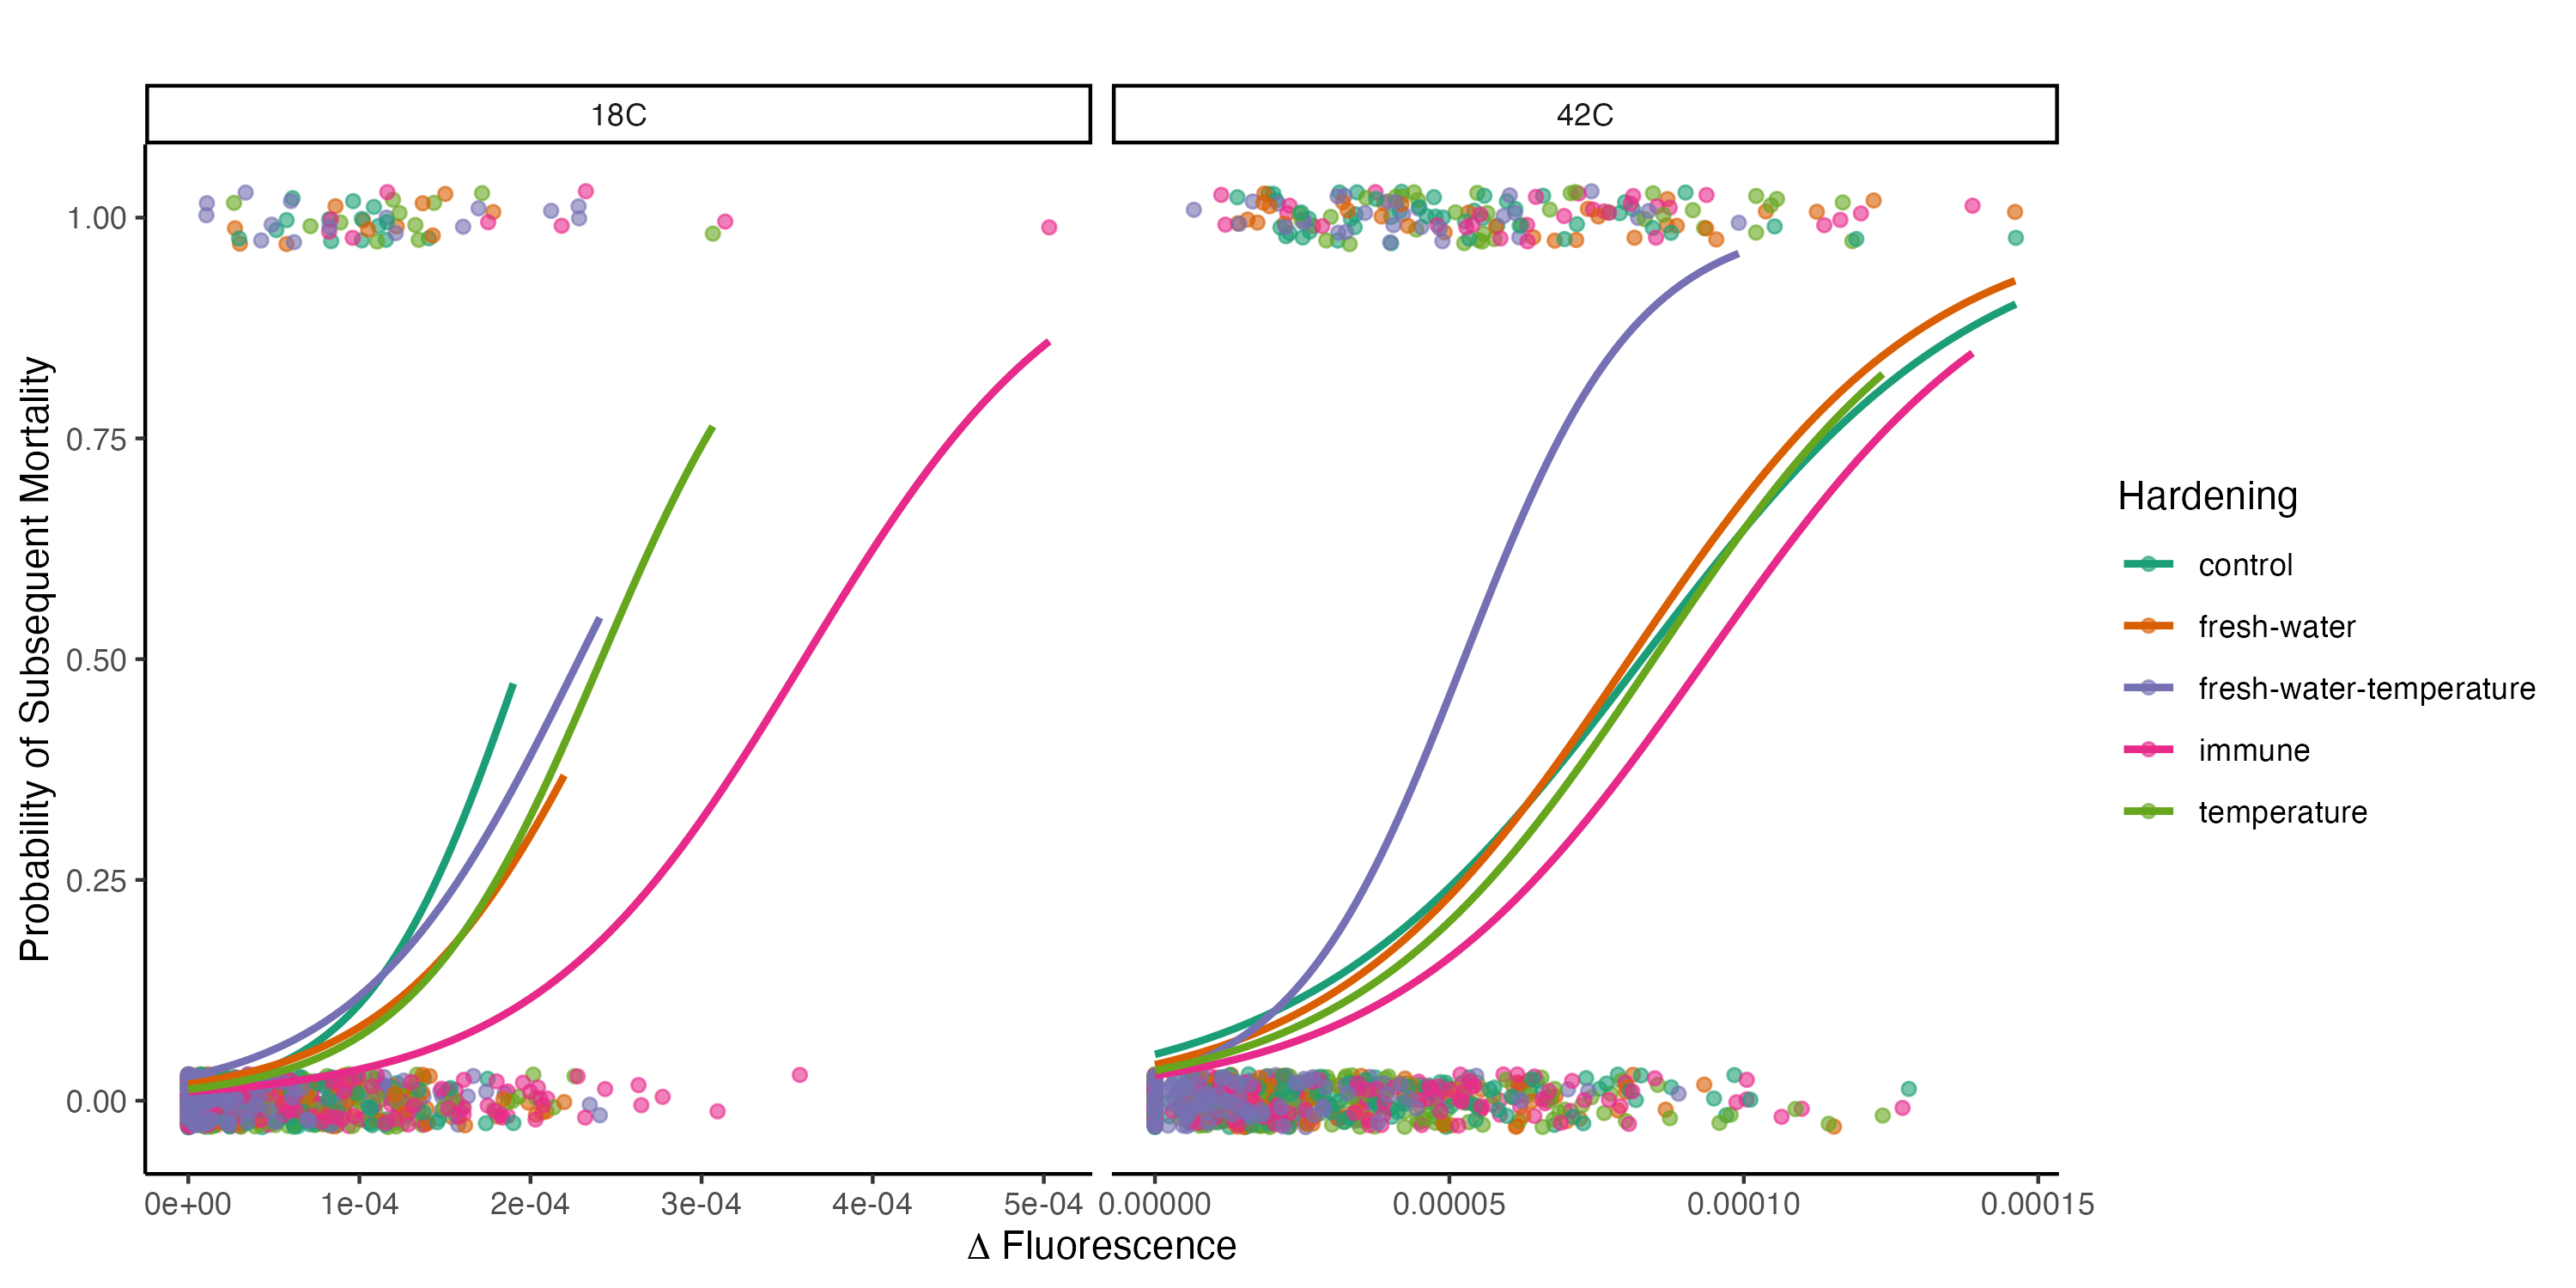 18C
42C
Probability of Subsequent Mortality
1.00
0.75
0.50
0.25
0.00
0e+00 1e-04 2e-04 3e-04 4e-04 5e-04
0.00000 0.00005 0.00010 0.00015
Δ Fluorescence
Hardening
control
fresh-water
fresh-water-temperature
immune
temperature